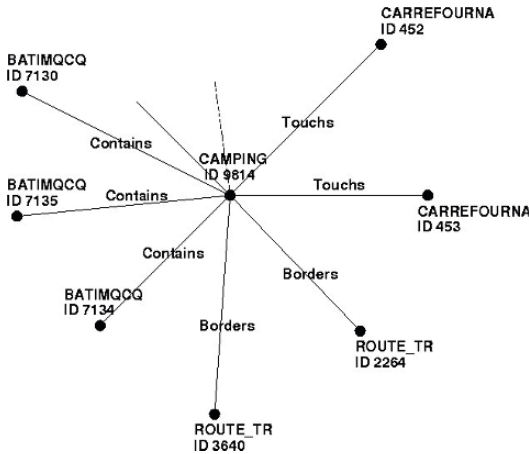 CARREFOURNA
ID 452
BATIMQCQ
ID 7130
Touchs
Contains
CAMPING
ID 9814
BATIMQCQ
ID 7135
Contains
Touchs
CARREFOURNA
ID 453
Contains
Borders
BATIMQCQ
ID 7134
Borders
ROUTE_TR
ID 2264
ROUTE_TR
ID 3640